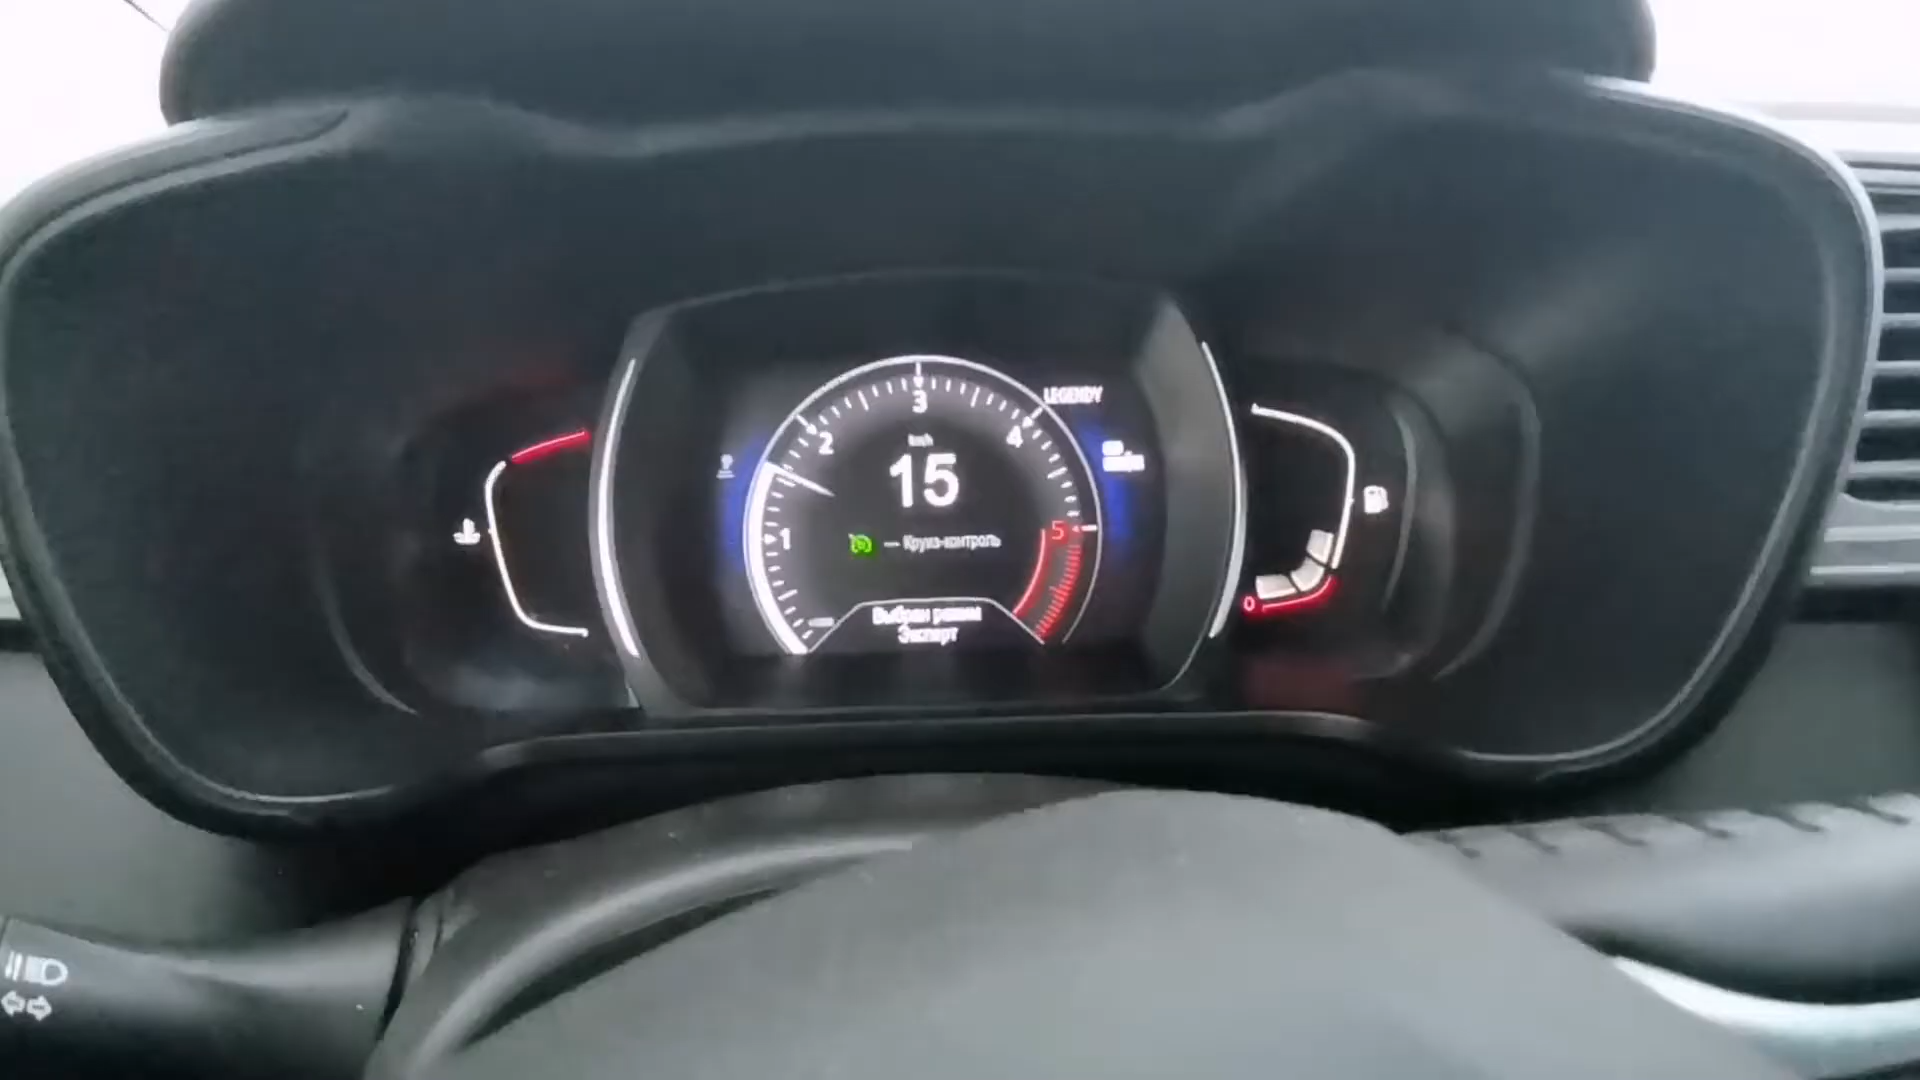 LEGENDY
3
2
4
km/h
15
1
5
— Круиз-контроль
0
Выбран режим
Эксперт